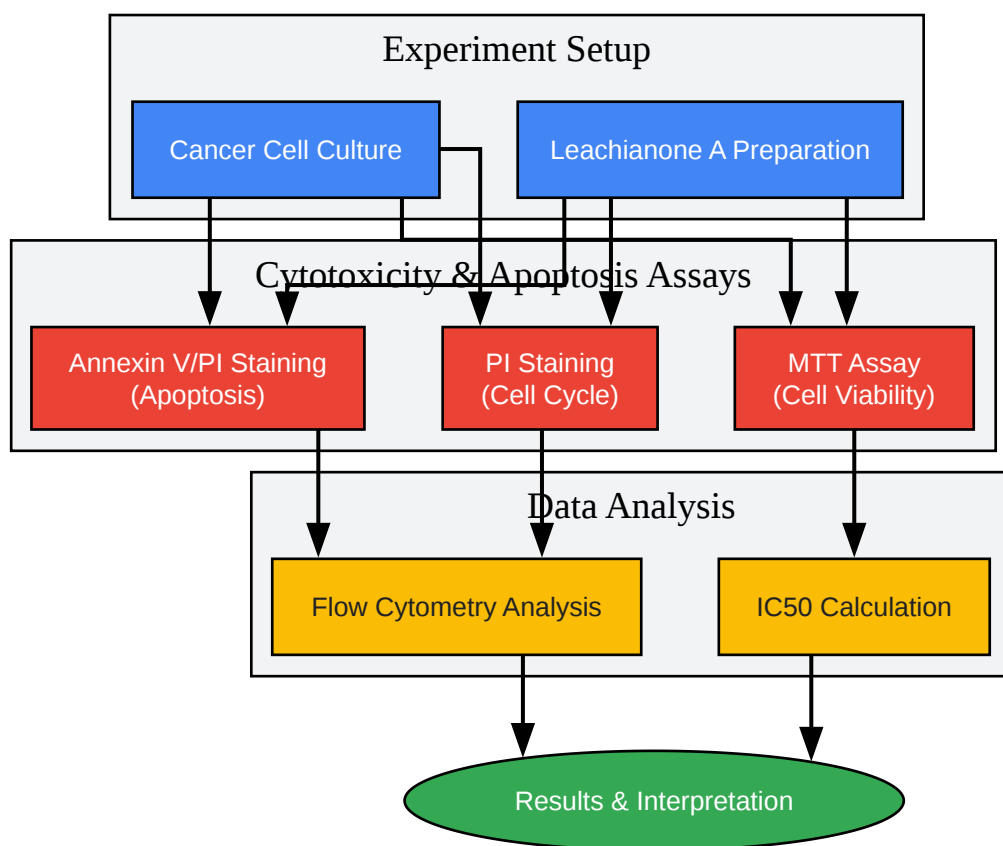 Experiment Setup
Cancer Cell Culture
Leachianone A Preparation
Cytotoxicity & Apoptosis Assays
Annexin V/PI Staining
(Apoptosis)
PI Staining
(Cell Cycle)
MTT Assay
(Cell Viability)
Data Analysis
Flow Cytometry Analysis
IC50 Calculation
Results & Interpretation